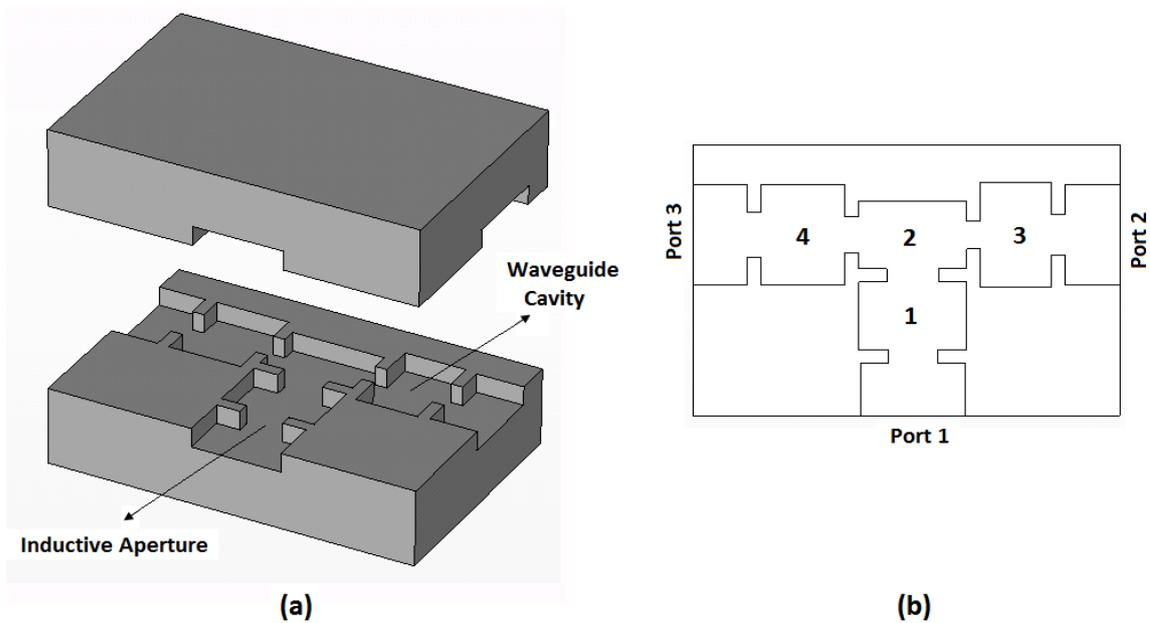 Waveguide
Cavity
Inductive Aperture
(a)
Port 3
4
2
3
Port 2
1
Port 1
(b)